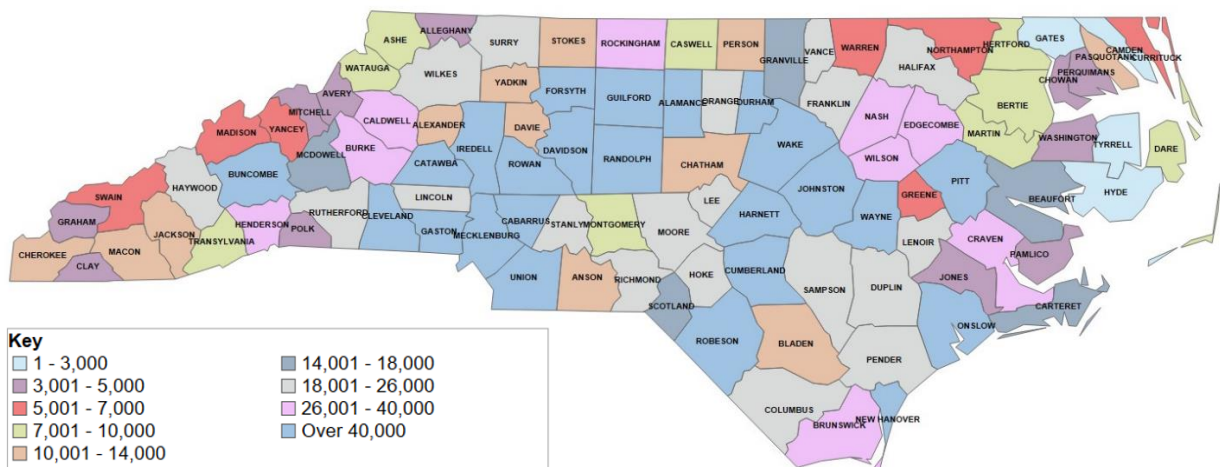 ALLEGHANY
ASHE
SURRY
STOKES
ROCKINGHAM
CASWELL
PERSON
GRANVILLE
VANCE
WARREN
NORTHAMPTON
HERTFORD
GATES
CAMDEN
PASQUOTANK
CURRITUCK
WATAUGA
WILKES
YADKIN
FORSYTH
GUILFORD
ALAMANCE
ORANGE
DURHAM
FRANKLIN
HALIFAX
BERTIE
CHOWAN
PERQUIMANS
AVERY
MITCHELL
CALDWELL
ALEXANDER
DAVIE
NASH
EDGECOMBE
MARTIN
WASHINGTON
TYRRELL
DARE
MADISON
YANCEY
MCDOWELL
BURKE
CATAWBA
IREDELL
ROWAN
DAVIDSON
RANDOLPH
CHATHAM
WAKE
WILSON
PITT
BEAUFORT
HYDE
SWAIN
HAYWOOD
BUNCOMBE
RUTHERFORD
CLEVELAND
LINCOLN
GASTON
MECKLENBURG
CABARRUS
STANLY
MONTGOMERY
MOORE
LEE
HARNETT
JOHNSTON
WAYNE
GREENE
LENOIR
CRAVEN
PAMLICO
GRAHAM
CHEROKEE
CLAY
MACON
JACKSON
TRANSYLVANIA
HENDERSON
POLK
UNION
ANSON
RICHMOND
SCOTLAND
HOKE
CUMBERLAND
SAMPSON
DUPLIN
JONES
CARTERET
ONSLOW
ROBESON
BLADEN
PENDER
COLUMBUS
BRUNSWICK
NEW HANOVER
Key
1 - 3,000
3,001 - 5,000
5,001 - 7,000
7,001 - 10,000
10,001 - 14,000
14,001 - 18,000
18,001 - 26,000
26,001 - 40,000
Over 40,000